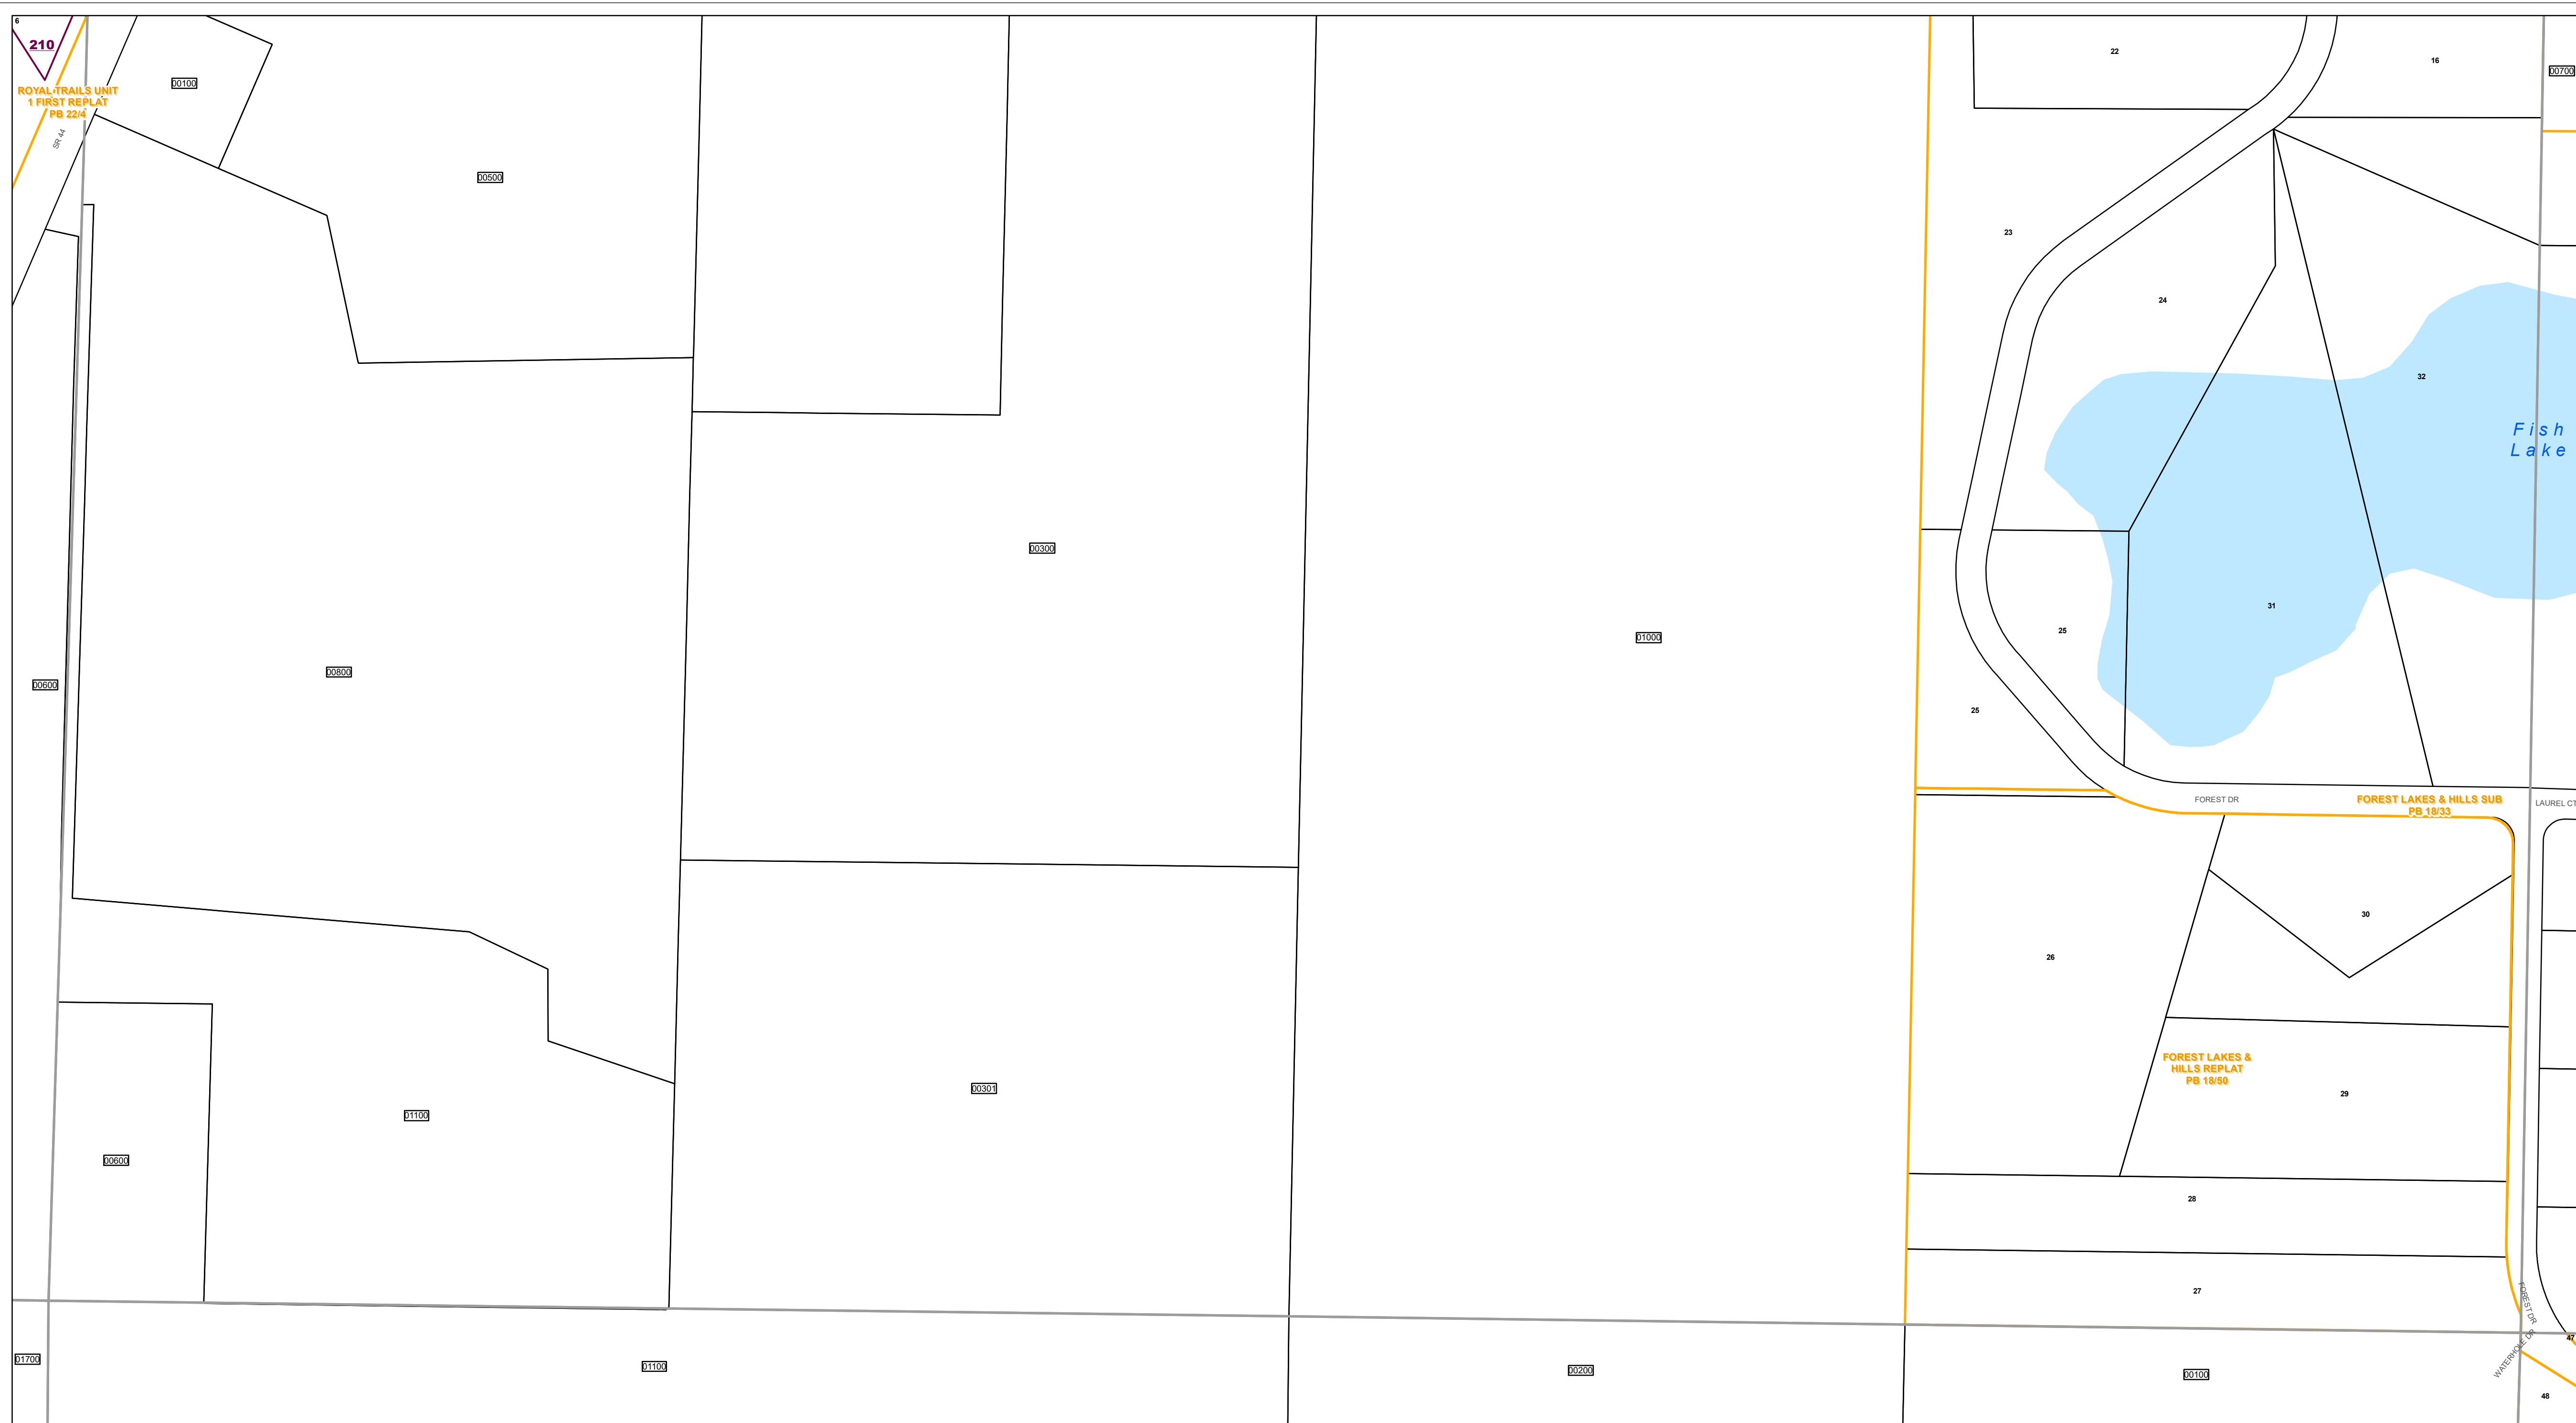 6
210
ROYAL TRAILS UNIT
1 FIRST REPLAT
PB 22/4
SR 44
00100
00500
22
16
00700
23
24
32
Fish
Lake
00300
31
25
01000
00800
00600
25
FOREST DR
FOREST LAKES & HILLS SUB
PB 18/33
LAUREL CT
30
26
FOREST LAKES &
HILLS REPLAT
PB 18/50
00301
29
01100
00600
28
27
FOREST DR
WATERHOLE DR
47
01700
01100
00200
00100
48